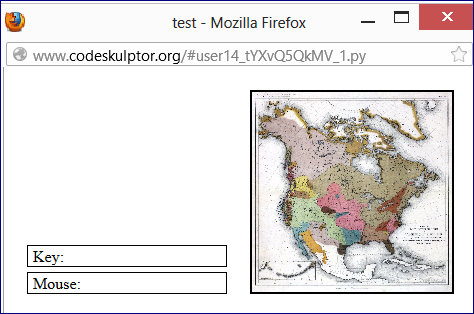 test - Mozilla Firefox
www.codeskulptor.org/#user14_tYXvQ5QkMV_1.py
Key:
Mouse: